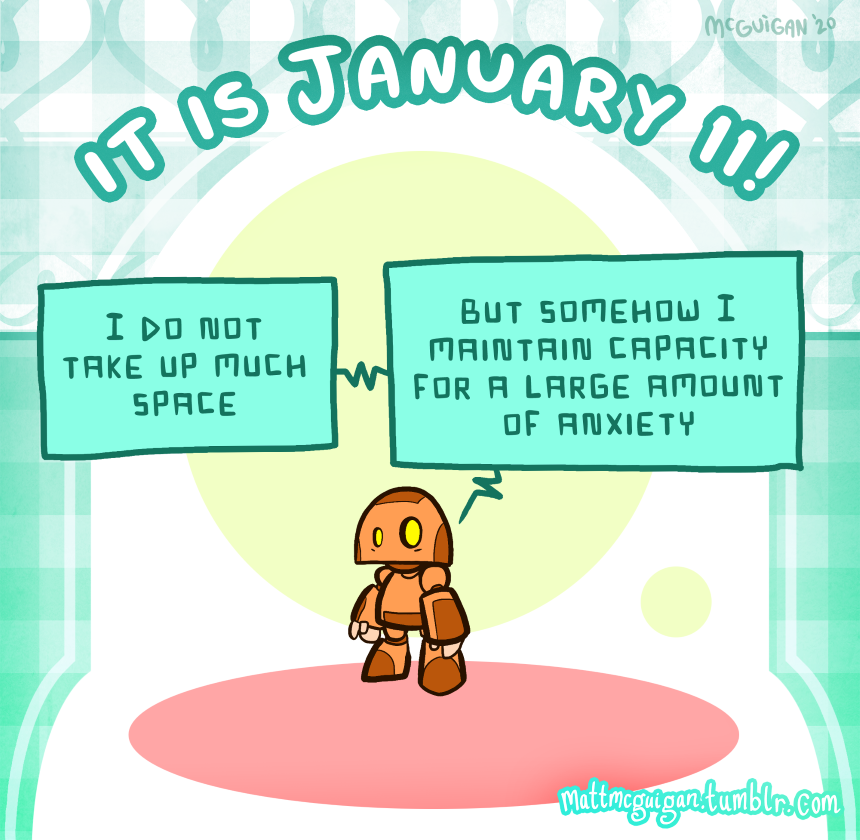 McGUIGAN '20
IT IS JANUARY 11!
I DO NOT
TAKE UP MUCH
SPACE
BUT SOMEHOW I
MAINTAIN CAPACITY
FOR A LARGE AMOUNT
OF ANXIETY
mattmcguigan.tumblr.com